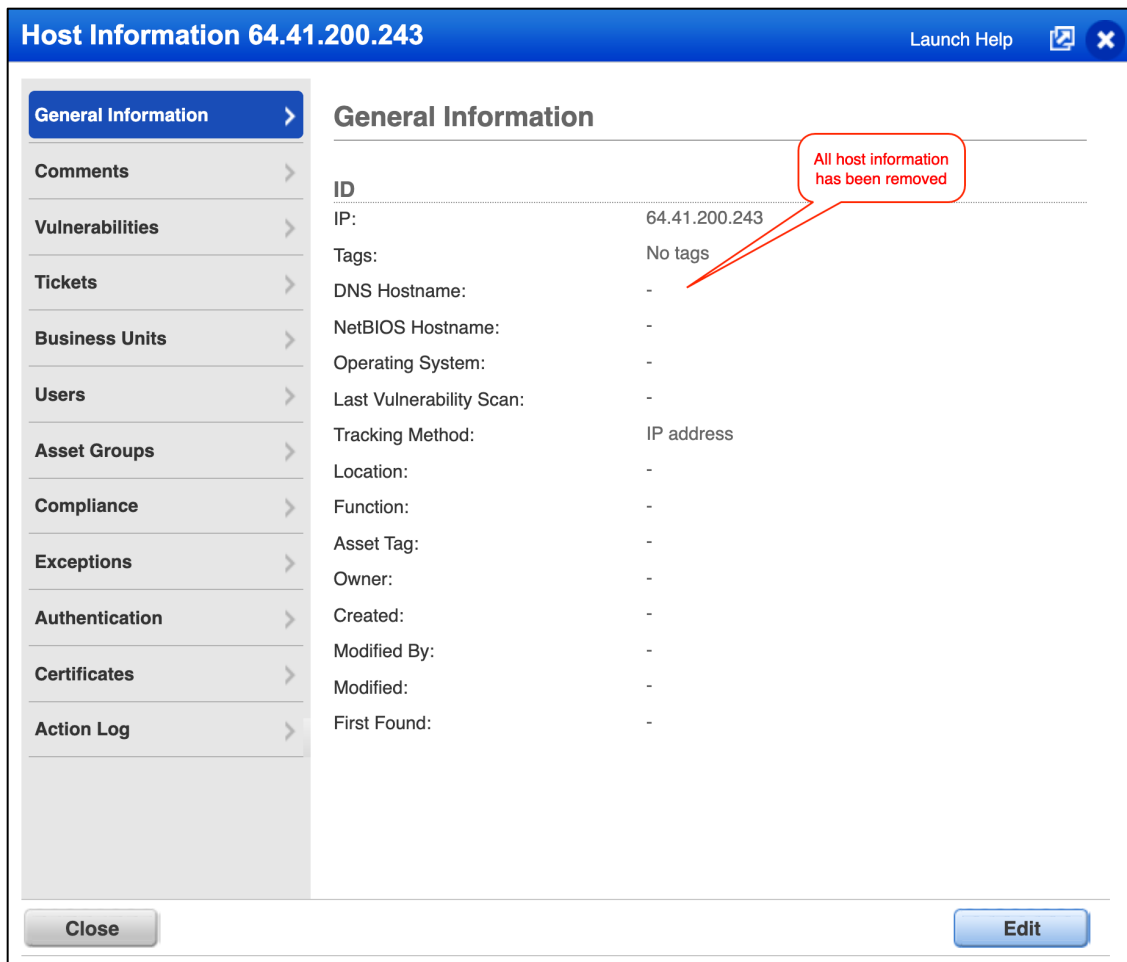 Host Information 64.41.200.243
Launch Help
General Information
Comments
Vulnerabilities
Tickets
Business Units
Users
Asset Groups
Compliance
Exceptions
Authentication
Certificates
Action Log
General Information
All host information
has been removed
ID
IP: 64.41.200.243
Tags: No tags
DNS Hostname: -
NetBIOS Hostname: -
Operating System: -
Last Vulnerability Scan: -
Tracking Method: IP address
Location: -
Function: -
Asset Tag: -
Owner: -
Created: -
Modified By: -
Modified: -
First Found: -
Close
Edit